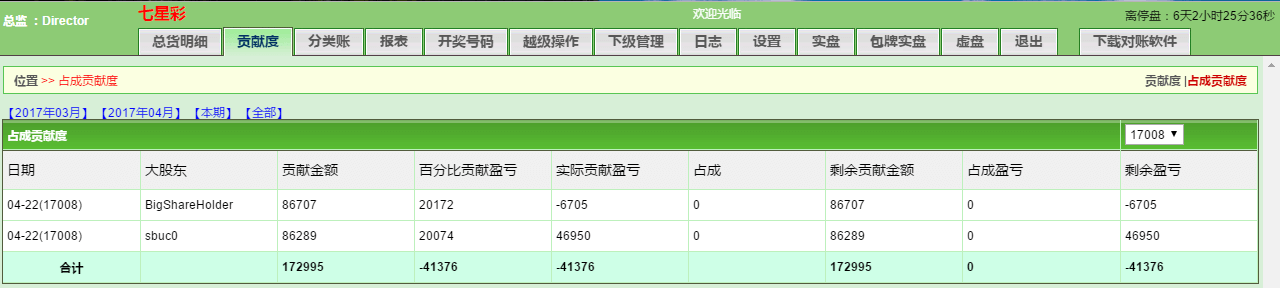 总监 ：Director
七星彩
欢迎光临
离停盘：6天2小时25分36秒
总货明细 贡献度 分类账 报表 开奖号码 越级操作 下级管理 日志 设置 实盘 包牌实盘 虚盘 退出 下载对账软件
位置 >> 占成贡献度
贡献度 |占成贡献度
【2017年03月】 【2017年04月】 【本期】 【全部】
占成贡献度 17008
日期 大股东 贡献金额 百分比贡献盈亏 实际贡献盈亏 占成 剩余贡献金额 占成盈亏 剩余盈亏
04-22(17008) BigShareHolder 86707 20172 -6705 0 86707 0 -6705
04-22(17008) sbuc0 86289 20074 46950 0 86289 0 46950
合计 172995 -41376 -41376 172995 0 -41376